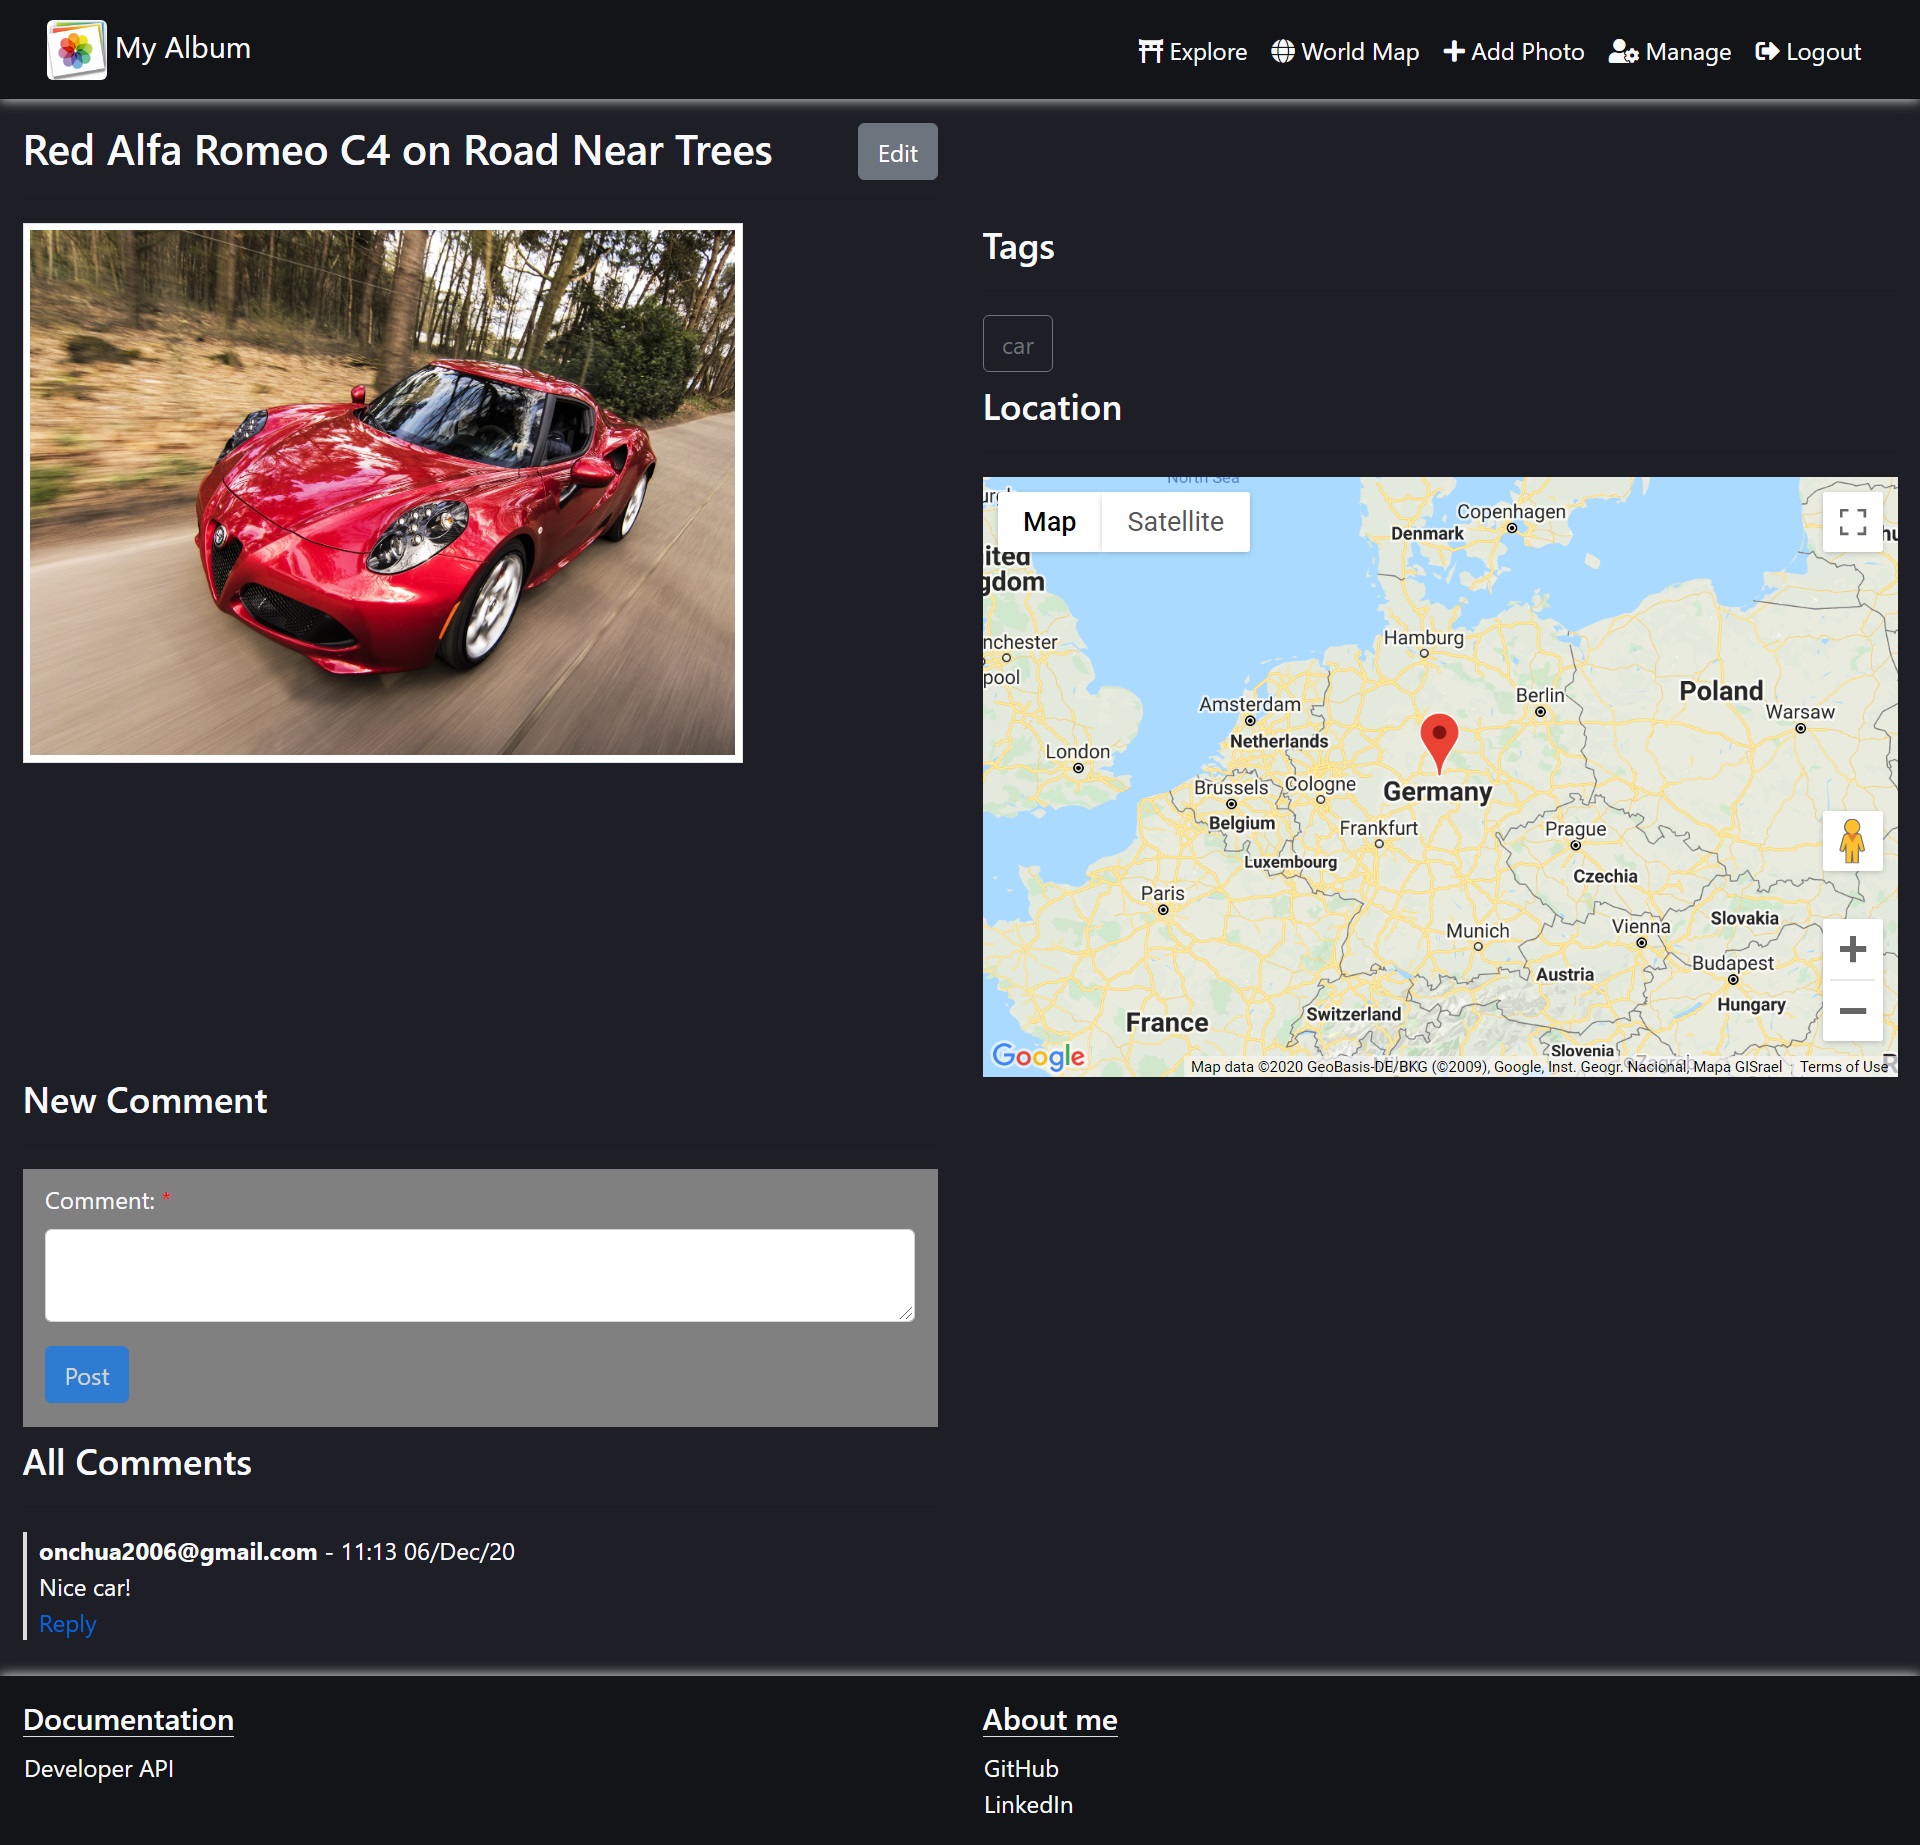 My Album
Explore
World Map
Add Photo
Manage
Logout
Red Alfa Romeo C4 on Road Near Trees
Edit
Tags
car
Location
North Sea
Map
Satellite
Copenhagen
Denmark
ited
gdom
nchester
pool
Hamburg
Berlin
Poland
Amsterdam
Warsaw
Netherlands
London
Brussels
Cologne
Germany
Belgium
Frankfurt
Prague
Luxembourg
Czechia
Paris
Slovakia
Munich
Vienna
Budapest
Austria
Hungary
France
Switzerland
Slovenia
Google
Map data ©2020 GeoBasis-DE/BKG (©2009), Google, Inst. Geogr. Nacional, Mapa GISrael
Terms of Use
New Comment
Comment: *
Post
All Comments
onchua2006@gmail.com - 11:13 06/Dec/20
Nice car!
Reply
Documentation
Developer API
About me
GitHub
LinkedIn